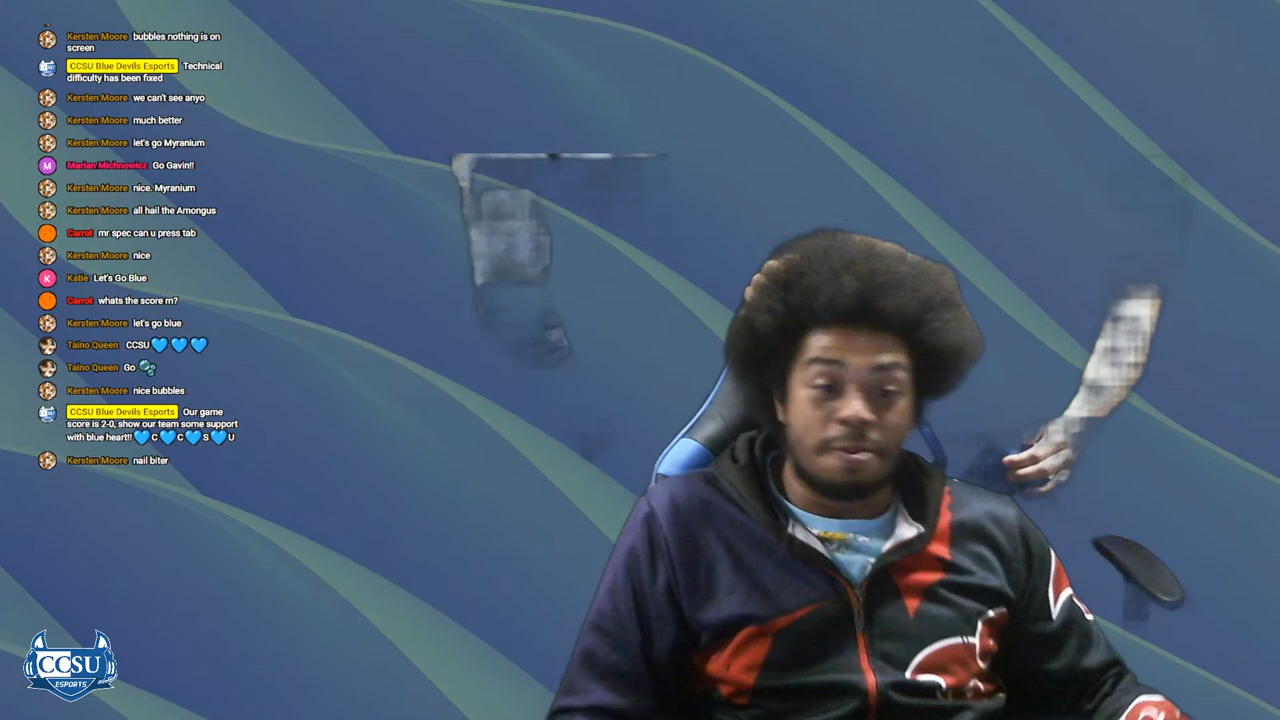 Kersten Moore bubbles nothing is on
screen
CCSU Blue Devils Esports Technical
difficulty has been fixed
Kersten Moore we can't see anyo
Kersten Moore much better
Kersten Moore let's go Myranium
M Marian Michnowicz Go Gavin!!
Kersten Moore nice. Myranium
Kersten Moore all hail the Amongus
Carrot mr spec can u press tab
Kersten Moore nice
K Katie Let's Go Blue
Carrot whats the score rn?
Kersten Moore let's go blue
Taino Queen CCSU💙💙💙
Taino Queen Go 🫧
Kersten Moore nice bubbles
CCSU Blue Devils Esports Our game
score is 2-0, show our team some support
with blue heart!!💙C💙C💙S💙U
Kersten Moore nail biter
CCSU
ESPORTS